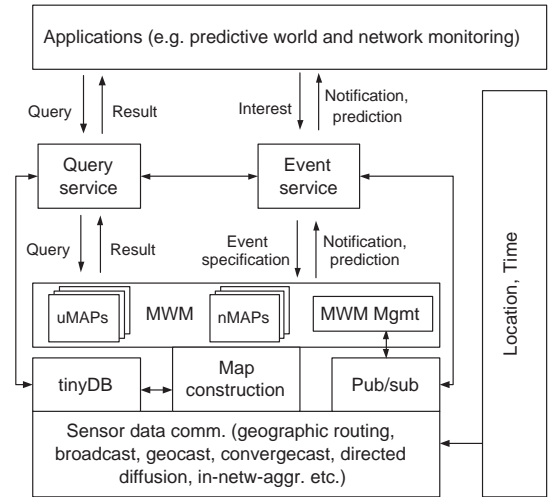 Applications (e.g. predictive world and network monitoring)
Query
Result
Interest
Notification,
prediction
Query
service
Event
service
Query
Result
Event
specification
Notification,
prediction
uMAPs
MWM
nMAPs
MWM Mgmt
tinyDB
Map
construction
Pub/sub
Sensor data comm. (geographic routing,
broadcast, geocast, convergecast, directed
diffusion, in-netw-aggr. etc.)
Location, Time